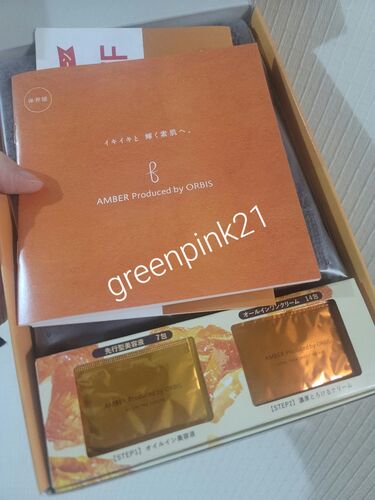 保存版
イキイキと 輝く素肌へ。
AMBER Produced by ORBIS
greenpink21
先行型美容液 7包
オールインワンクリーム 14包
AMBER Produced by ORBIS
AMBER Produced by ORBIS
【STEP1】オイルイン美容液
【STEP2】濃厚とろけるクリーム